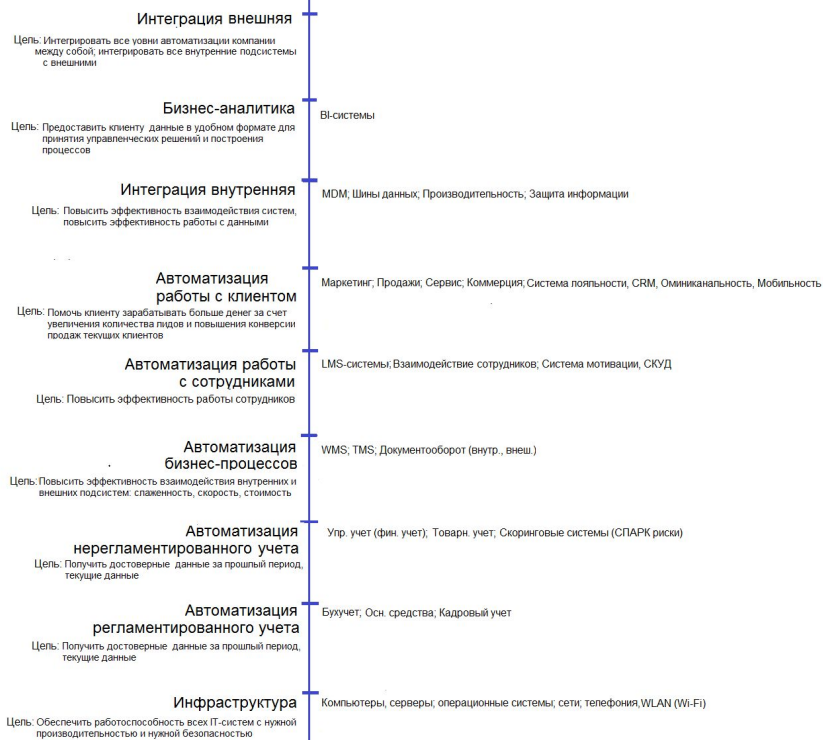 Интеграция внешняя
Цель: Интегрировать все уовни автоматизации компании
между собой; интегрировать все внутренние подсистемы
с внешними
Бизнес-аналитика
BI-системы
Цель: Предоставить клиенту данные в удобном формате для
принятия управленческих решений и построения
процессов
Интеграция внутренняя
MDM; Шины данных; Производительность; Защита информации
Цель: Повысить эффективность взаимодействия систем,
повысить эффективность работы с данными
Автоматизация
работы с клиентом
Маркетинг; Продажи; Сервис; Коммерция; Система лояльности, CRM, Оминиканальность, Мобильность
Цель: Помочь клиенту зарабатывать больше денег за счет
увепичения количества лидов и повышения конверсии
продаж текущих клиентов
Автоматизация работы
с сотрудниками
LMS-системы; Взаимодействие сотрудников; Система мотивации, СКУД
Цель: Повысить эффективность работы сотрудников
Автоматизация
бизнес-процессов
WMS; TMS; Документооборот (внутр., внеш.)
Цель: Повысить эффективность взаимодействия внутренних и
внешних подсистем: слаженность, скорость, стоимость
Автоматизация
нерегламентированного учета
Упр. учет (фин. учет); Товарн. учет; Скоринговые системы (СПАРК риски)
Цель: Получить достоверные данные за прошлый период,
текущие данные
Автоматизация
регламентированного учета
Бухучет; Осн. средства; Кадровый учет
Цель: Получить достоверные данные за прошлый период,
текущие данные
Инфраструктура
Компьютеры, серверы; операционные системы; сети; телефония, WLAN (Wi-Fi)
Цель: Обеспечить работоспособность всех IT-систем с нужной
производительностью и нужной безопасностью